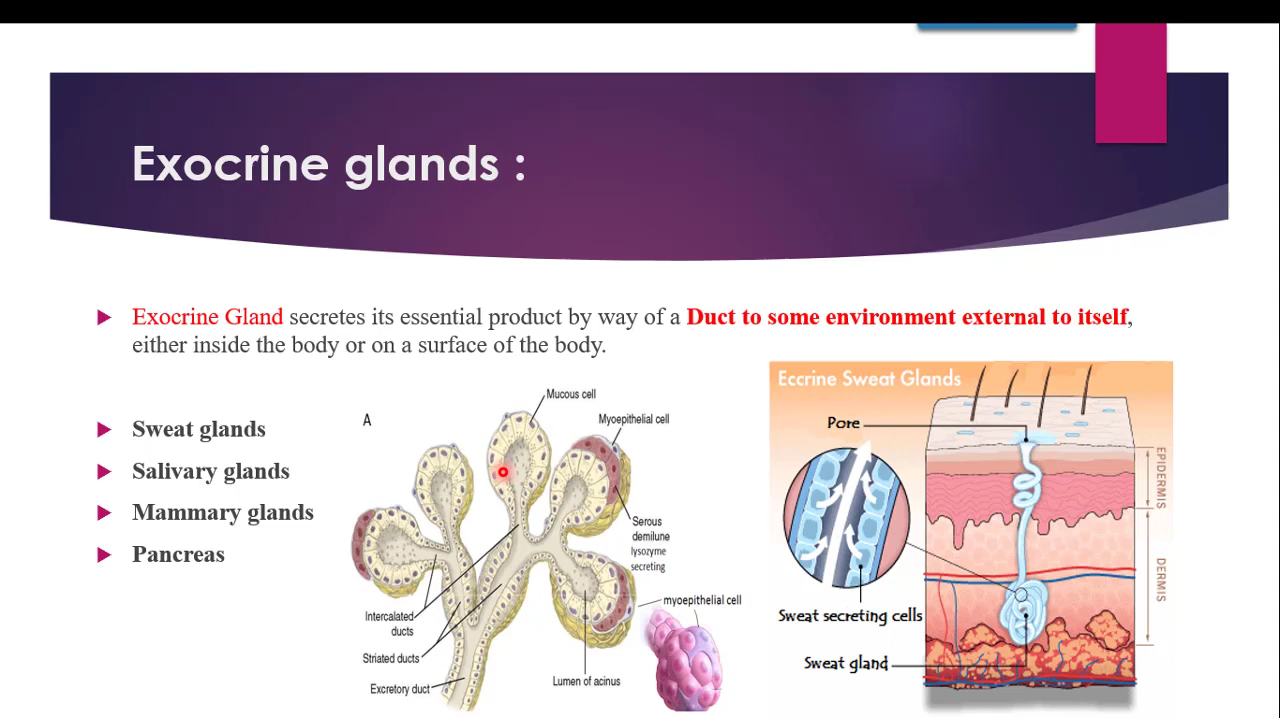 Exocrine glands :
Exocrine Gland secretes its essential product by way of a Duct to some environment external to itself,
either inside the body or on a surface of the body.
Sweat glands
Salivary glands
Mammary glands
Pancreas
A
Mucous cell
Myoepithelial cell
Serous
demilune
lysozyme
secreting
myoepithelial cell
Intercalated
ducts
Striated ducts
Excretory duct
Lumen of acinus
Eccrine Sweat Glands
Pore
EPIDERMIS
DERMIS
Sweat secreting cells
Sweat gland